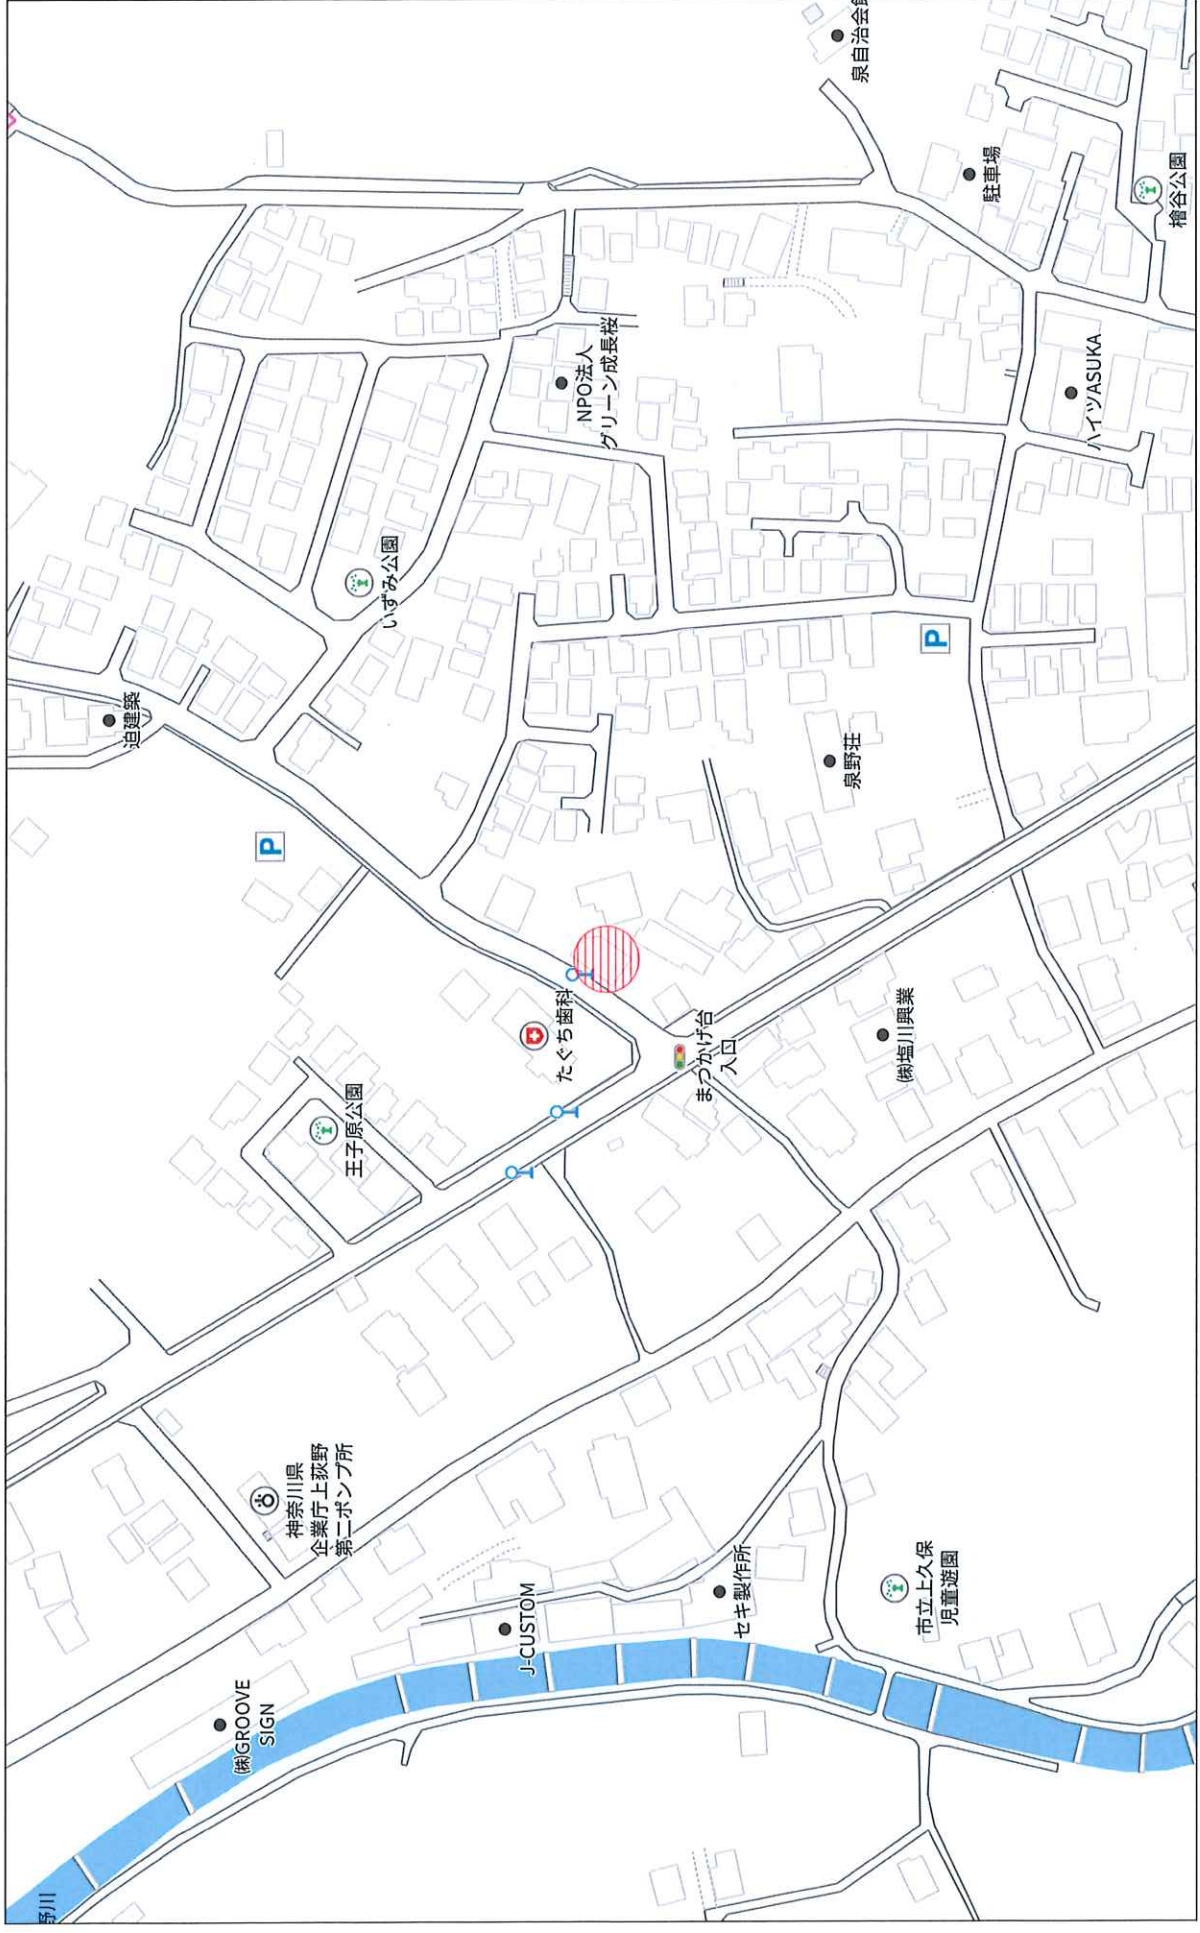 泉自治会館
駐車場
檜谷公園
NPO法人
グリーン成長桜
ハイツASUKA
いずみ公園
迫建築
P
P
泉野荘
たぐち歯科
まつかげ台
入口
㈱塩川興業
王子原公園
神奈川県
企業庁上荻野
第二ポンプ所
J-CUSTOM
セキ製作所
市立上久保
児童遊園
㈱GROOVE
SIGN
野川